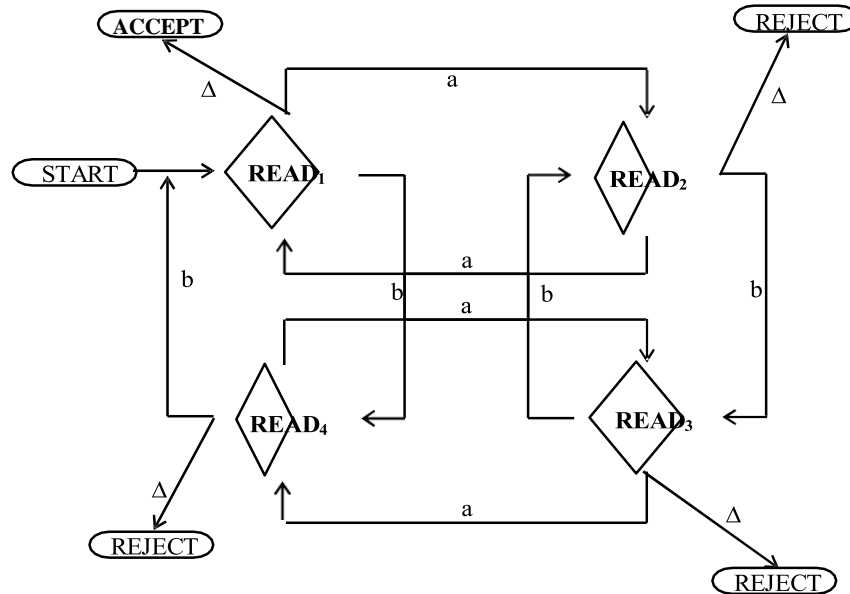 ACCEPT
REJECT
a
Δ
Δ
START
READ₁
READ₂
a
b
b
b
b
a
READ₄
READ₃
Δ
a
Δ
REJECT
REJECT